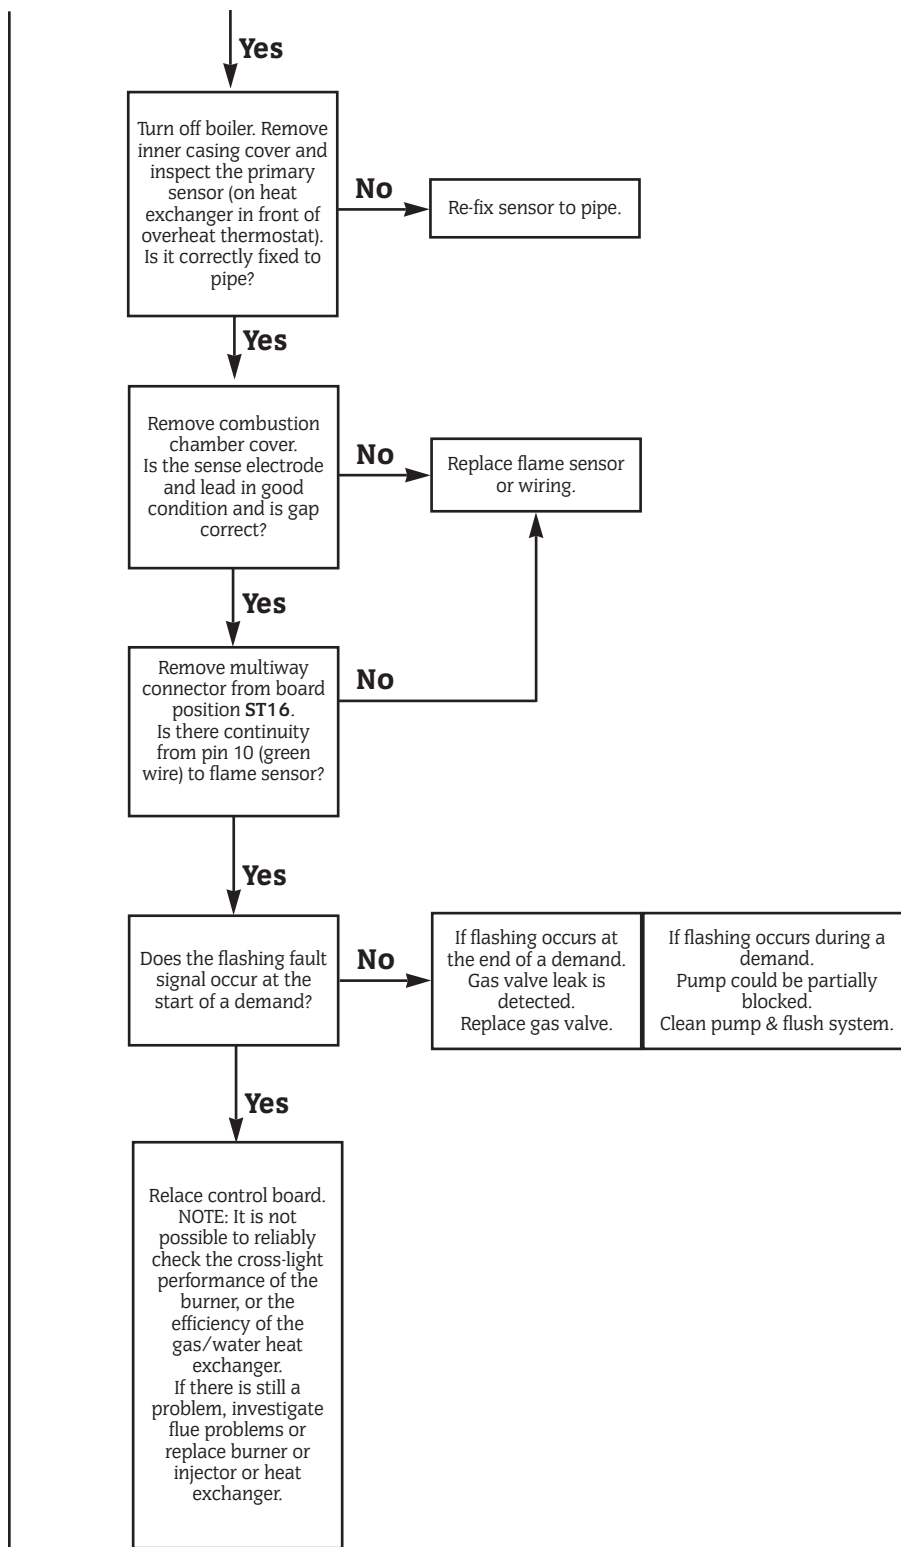 Yes
Turn off boiler. Remove
inner casing cover and
inspect the primary
sensor (on heat
exchanger in front of
overheat thermostat).
Is it correctly fixed to
pipe?
No
Re-fix sensor to pipe.
Yes
Remove combustion
chamber cover.
Is the sense electrode
and lead in good
condition and is gap
correct?
No
Replace flame sensor
or wiring.
Yes
Remove multiway
connector from board
position ST16.
Is there continuity
from pin 10 (green
wire) to flame sensor?
No
Yes
Does the flashing fault
signal occur at the
start of a demand?
No
If flashing occurs at
the end of a demand.
Gas valve leak is
detected.
Replace gas valve.
If flashing occurs during a
demand.
Pump could be partially
blocked.
Clean pump & flush system.
Yes
Relace control board.
NOTE: It is not
possible to reliably
check the cross-light
performance of the
burner, or the
efficiency of the
gas/water heat
exchanger.
If there is still a
problem, investigate
flue problems or
replace burner or
injector or heat
exchanger.